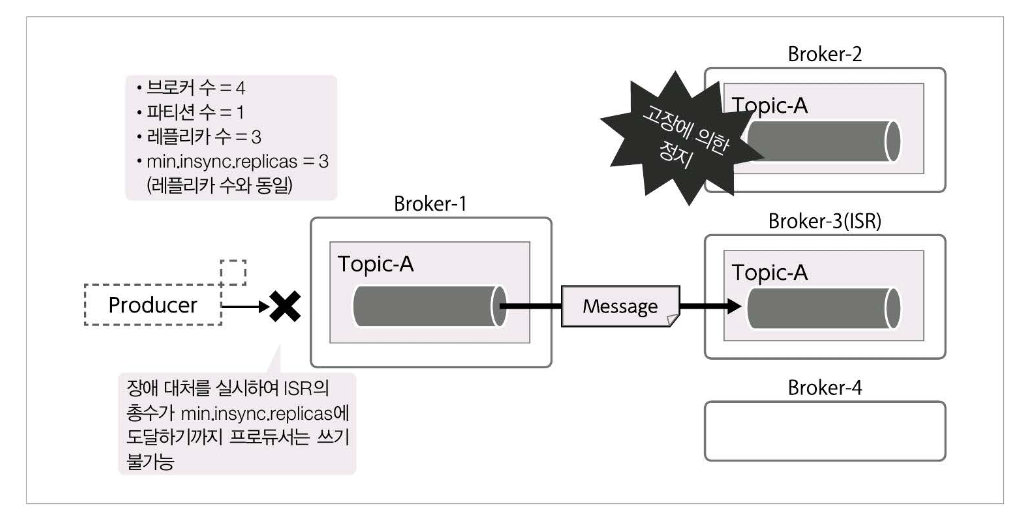 • 브로커 수 = 4
• 파티션 수 = 1
• 레플리카 수 = 3
• min.insync.replicas = 3
(레플리카 수와 동일)
Broker-2
Topic-A
고장에 의한
정지
Broker-1
Topic-A
Broker-3(ISR)
Topic-A
Producer
Message
장애 대처를 실시하여 ISR의
총수가 min.insync.replicas에
도달하기까지 프로듀서는 쓰기
불가능
Broker-4